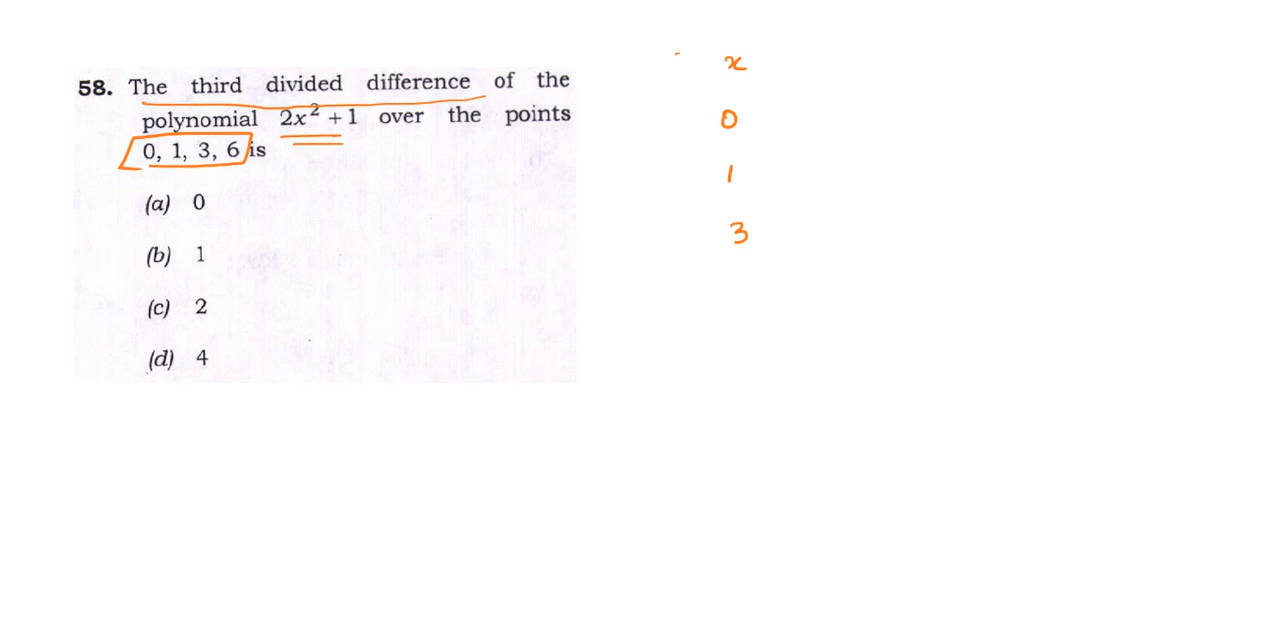 58. The third divided difference of the
polynomial 2x² + 1 over the points
0, 1, 3, 6 is
(a) 0
(b) 1
(c) 2
(d) 4
x
0
1
3